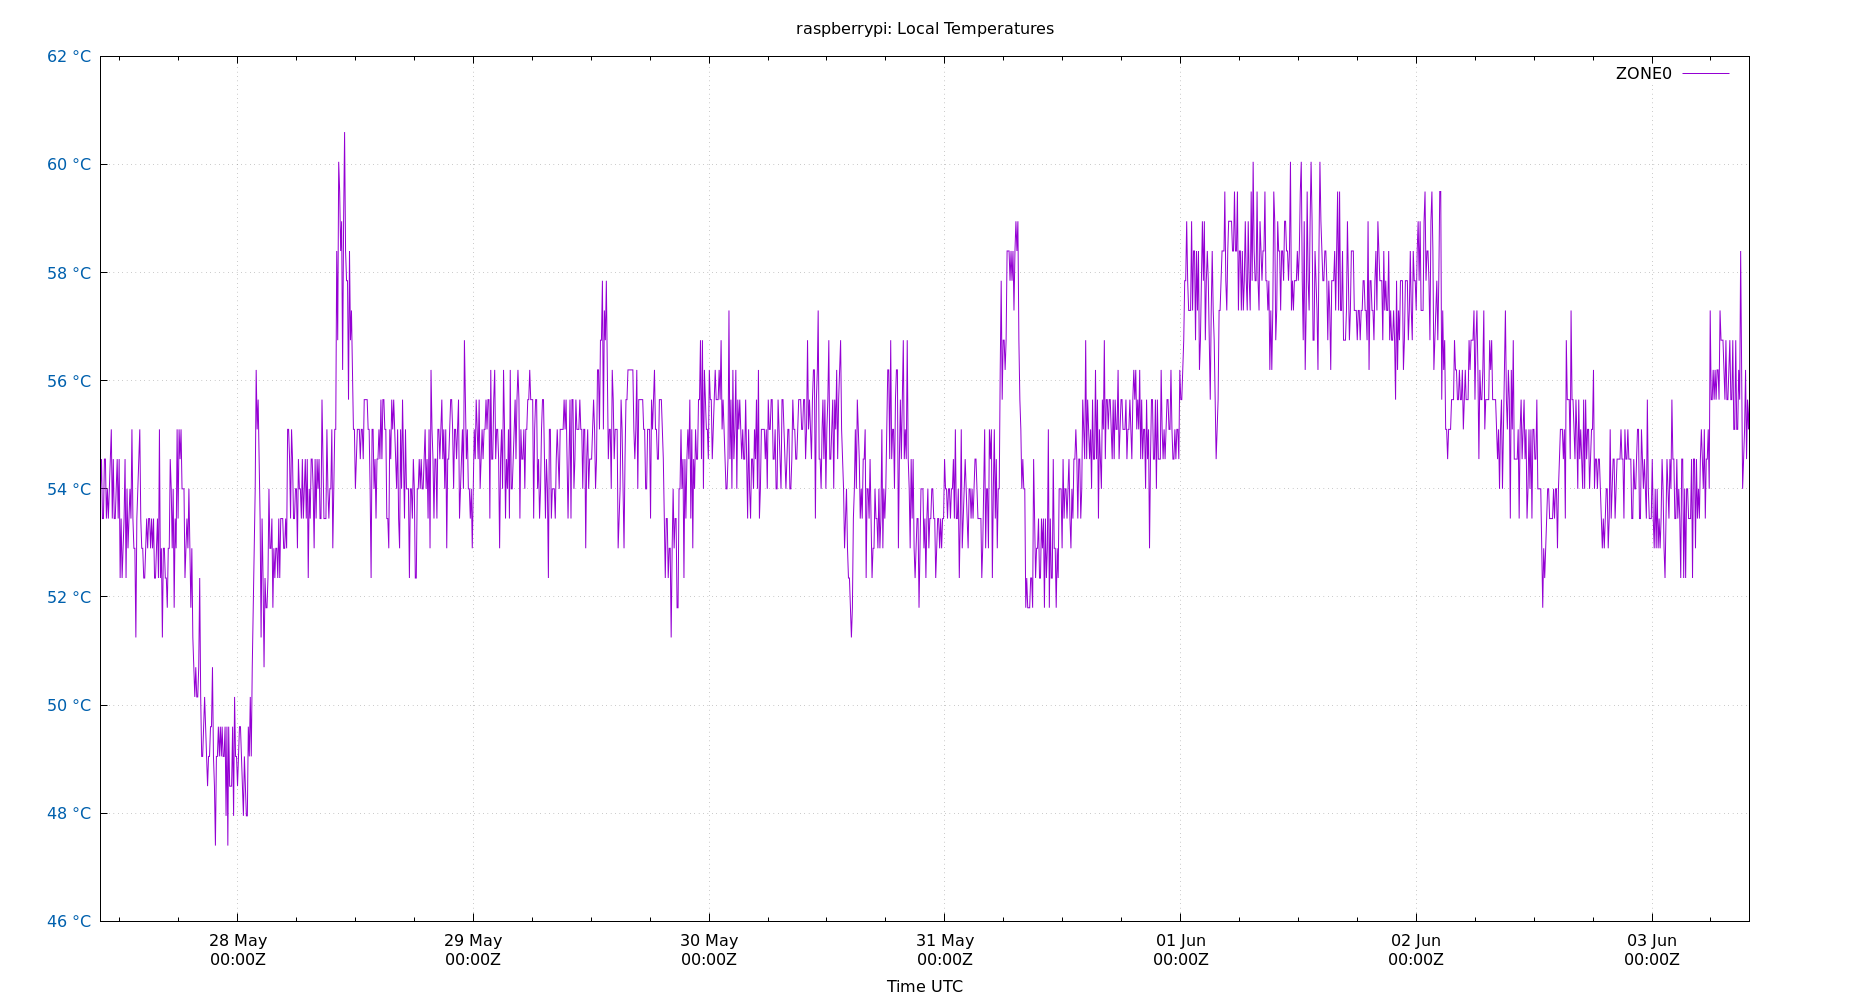 raspberrypi: Local Temperatures
62 °C
ZONE0
60 °C
58 °C
56 °C
54 °C
52 °C
50 °C
48 °C
46 °C
28 May 29 May 30 May 31 May 01 Jun 02 Jun 03 Jun
00:00Z 00:00Z 00:00Z 00:00Z 00:00Z 00:00Z 00:00Z
Time UTC